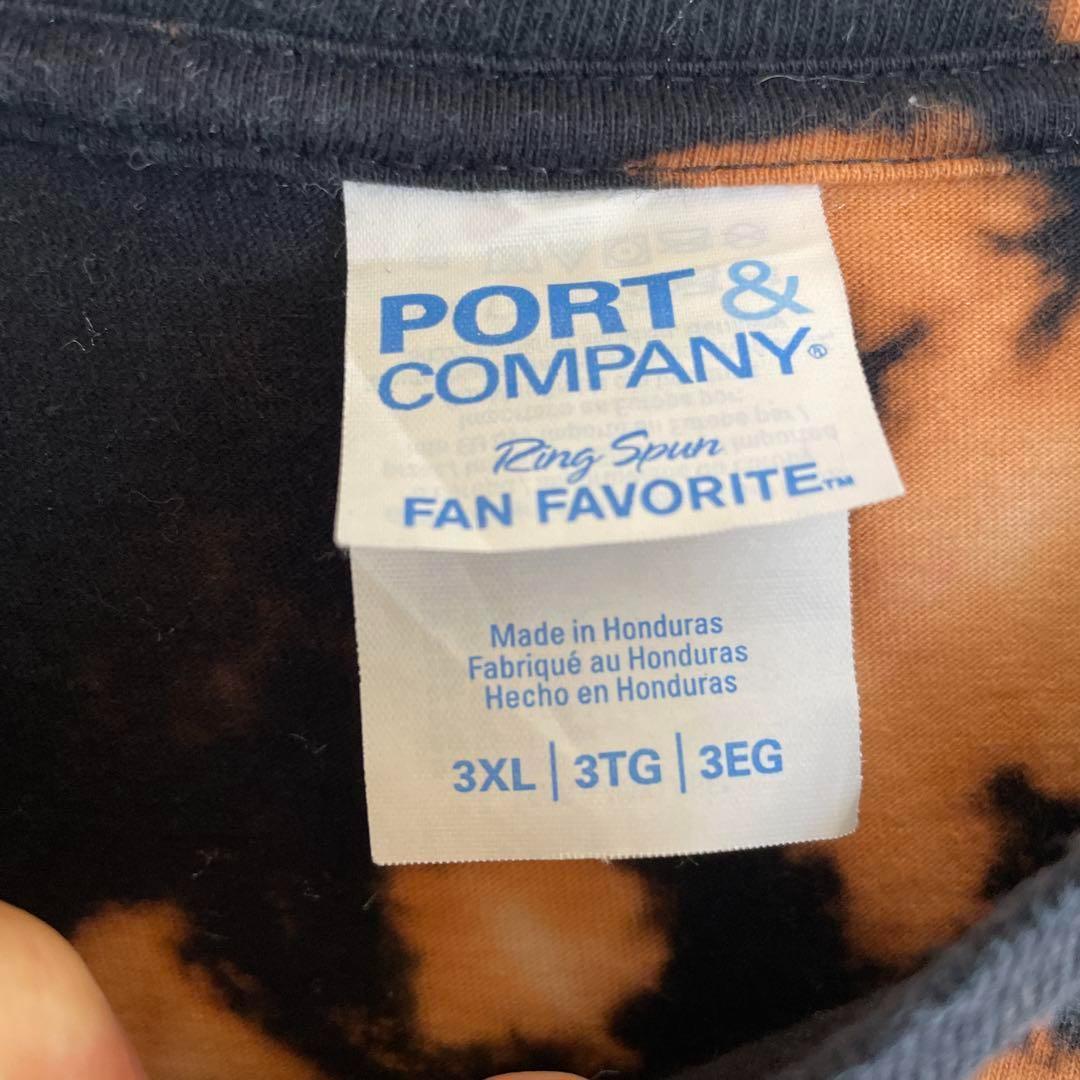 PORT &
COMPANY®
Ring Spun
FAN FAVORITE™
Made in Honduras
Fabriqué au Honduras
Hecho en Honduras
3XL | 3TG | 3EG